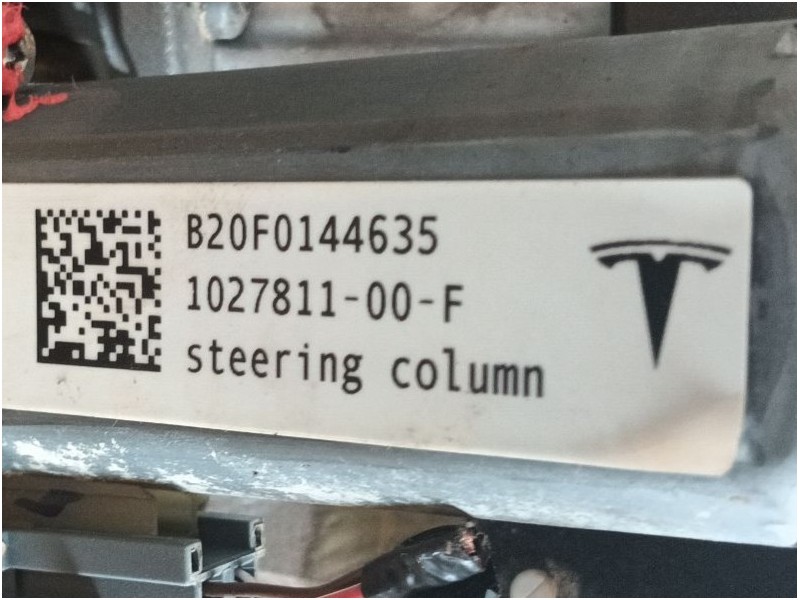 B20F0144635
1027811-00-F
steering column